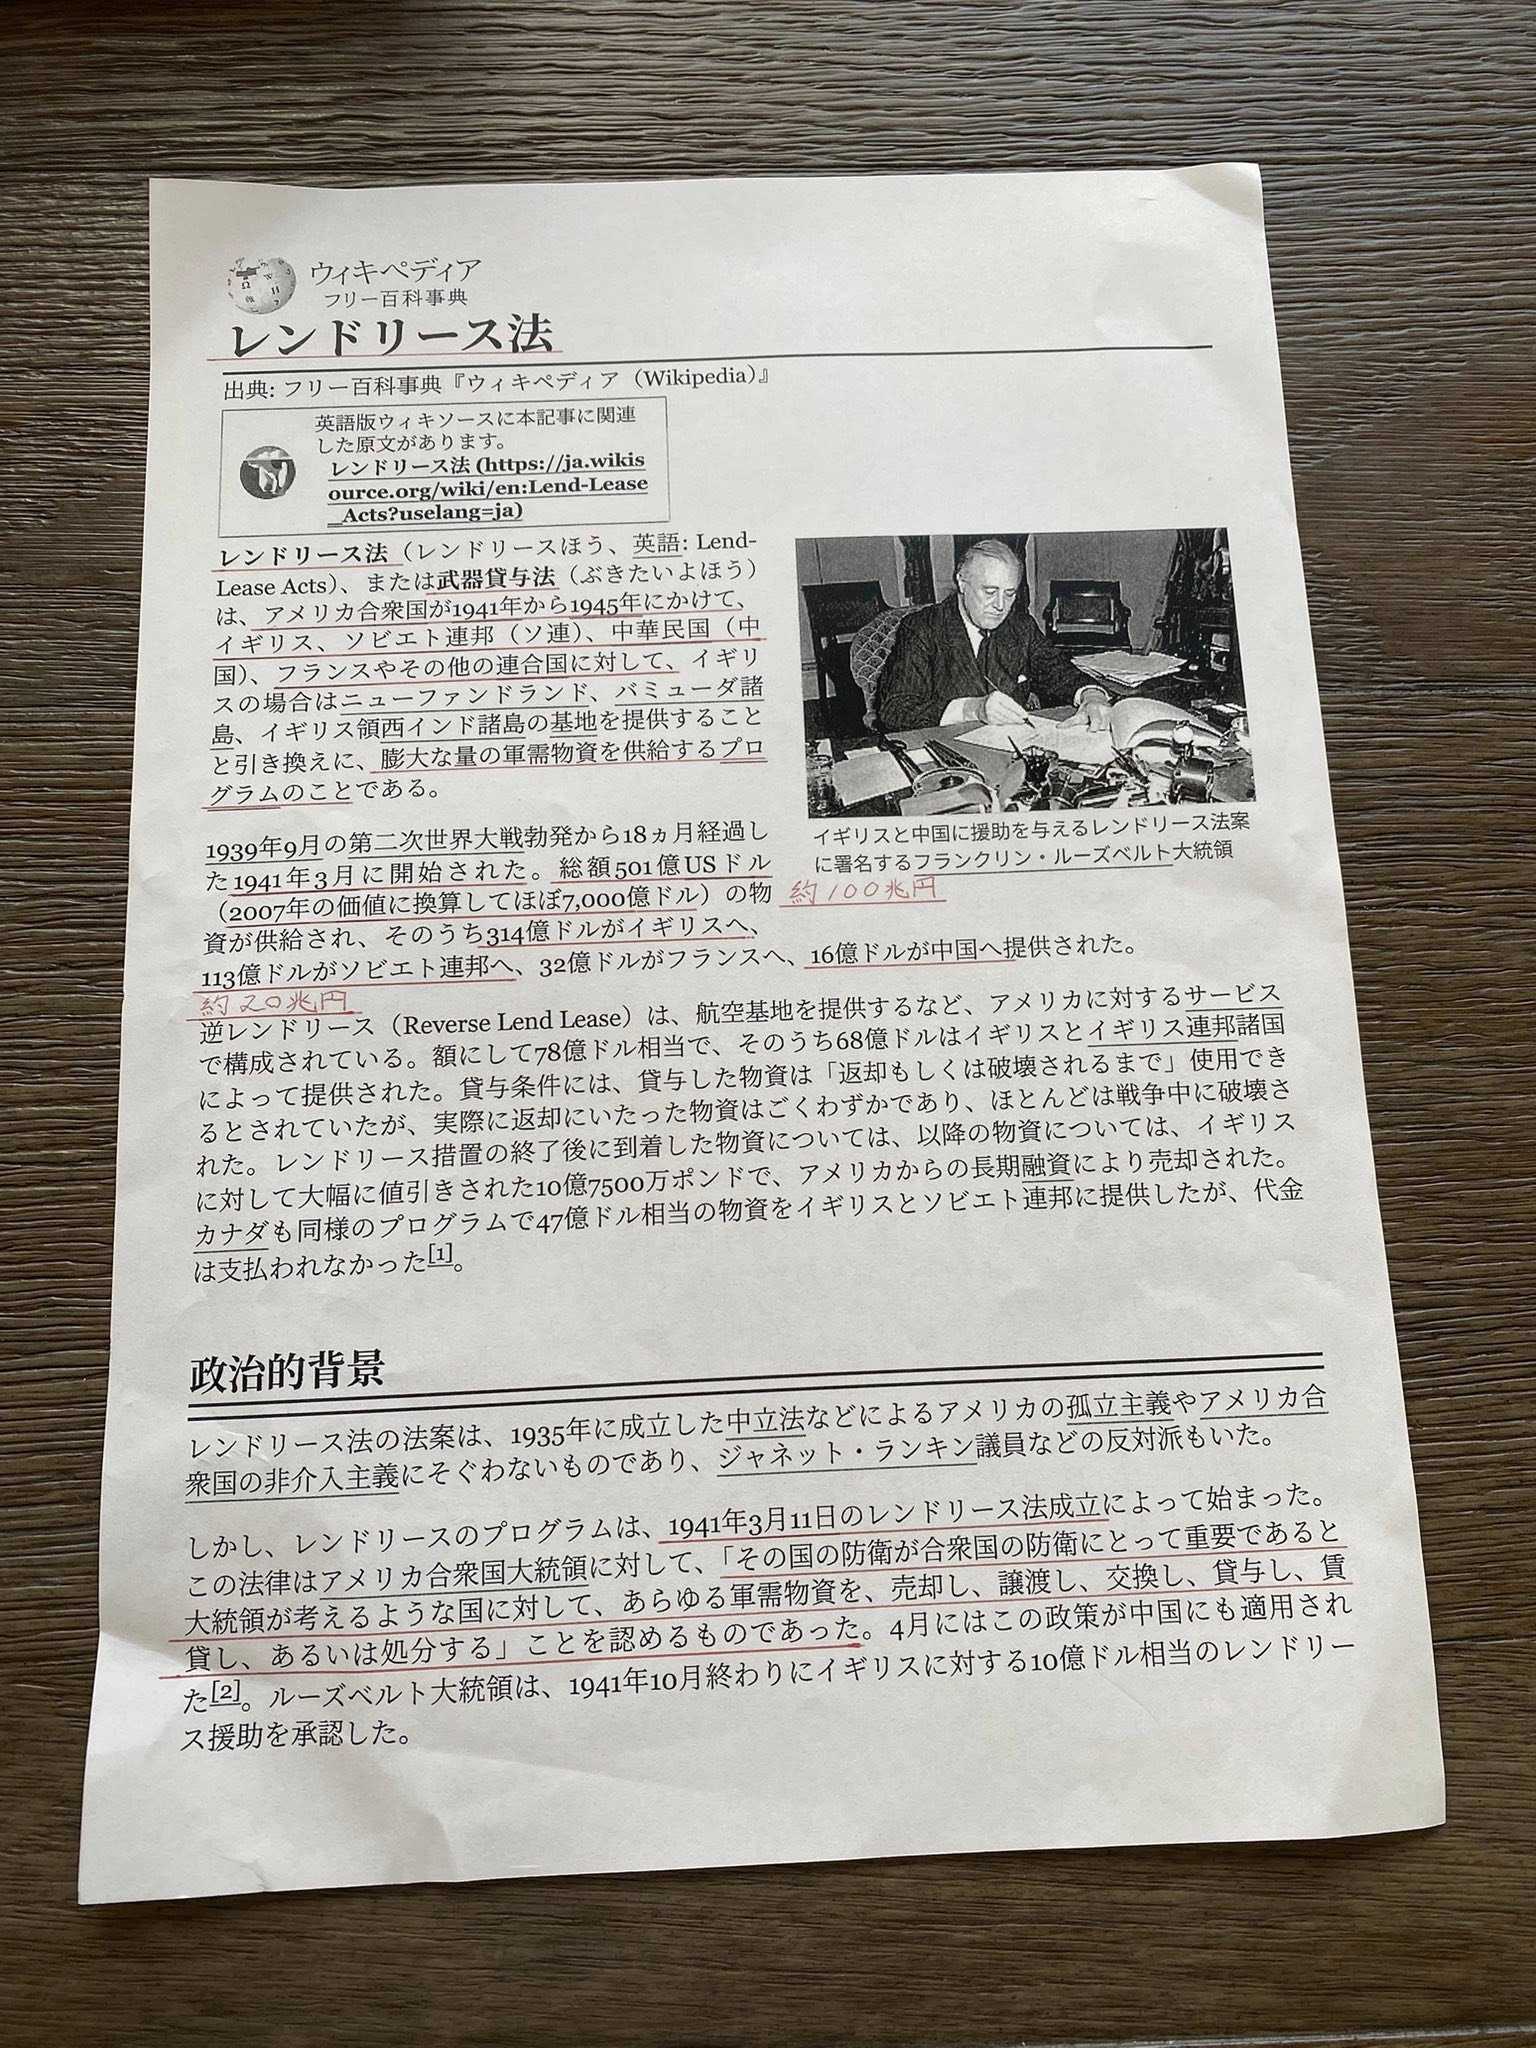 ウィキペディア
フリー百科事典
レンドリース法
出典: フリー百科事典『ウィキペディア（Wikipedia）』
英語版ウィキソースに本記事に関連
した原文があります。
レンドリース法 (https://ja.wikis
ource.org/wiki/en:Lend-Lease
_Acts?uselang=ja)
レンドリース法（レンドリースほう、英語: Lend-
Lease Acts）、または武器貸与法（ぶきたいよほう）
は、アメリカ合衆国が1941年から1945年にかけて、
イギリス、ソビエト連邦（ソ連）、中華民国（中
国）、フランスやその他の連合国に対して、イギリ
スの場合はニューファンドランド、バミューダ諸
島、イギリス領西インド諸島の基地を提供すること
と引き換えに、膨大な量の軍需物資を供給するプロ
グラムのことである。
イギリスと中国に援助を与えるレンドリース法案
に署名するフランクリン・ルーズベルト大統領
1939年9月の第二次世界大戦勃発から18ヵ月経過し
た1941年3月に開始された。総額501億USドル
（2007年の価値に換算してほぼ7,000億ドル）の物
約100兆円
資が供給され、そのうち314億ドルがイギリスへ、
113億ドルがソビエト連邦へ、32億ドルがフランスへ、16億ドルが中国へ提供された。
約20兆円
逆レンドリース（Reverse Lend Lease）は、航空基地を提供するなど、アメリカに対するサービス
で構成されている。額にして78億ドル相当で、そのうち68億ドルはイギリスとイギリス連邦諸国
によって提供された。貸与条件には、貸与した物資は「返却もしくは破壊されるまで」使用でき
るとされていたが、実際に返却にいたった物資はごくわずかであり、ほとんどは戦争中に破壊さ
れた。レンドリース措置の終了後に到着した物資については、以降の物資については、イギリス
に対して大幅に値引きされた10億7500万ポンドで、アメリカからの長期融資により売却された。
カナダも同様のプログラムで47億ドル相当の物資をイギリスとソビエト連邦に提供したが、代金
は支払われなかった[1]。
政治的背景
レンドリース法の法案は、1935年に成立した中立法などによるアメリカの孤立主義やアメリカ合
衆国の非介入主義にそぐわないものであり、ジャネット・ランキン議員などの反対派もいた。
しかし、レンドリースのプログラムは、1941年3月11日のレンドリース法成立によって始まった。
この法律はアメリカ合衆国大統領に対して、「その国の防衛が合衆国の防衛にとって重要であると
大統領が考えるような国に対して、あらゆる軍需物資を、売却し、譲渡し、交換し、貸与し、賃
貸し、あるいは処分する」ことを認めるものであった。4月にはこの政策が中国にも適用され
た[2]。ルーズベルト大統領は、1941年10月終わりにイギリスに対する10億ドル相当のレンドリー
ス援助を承認した。